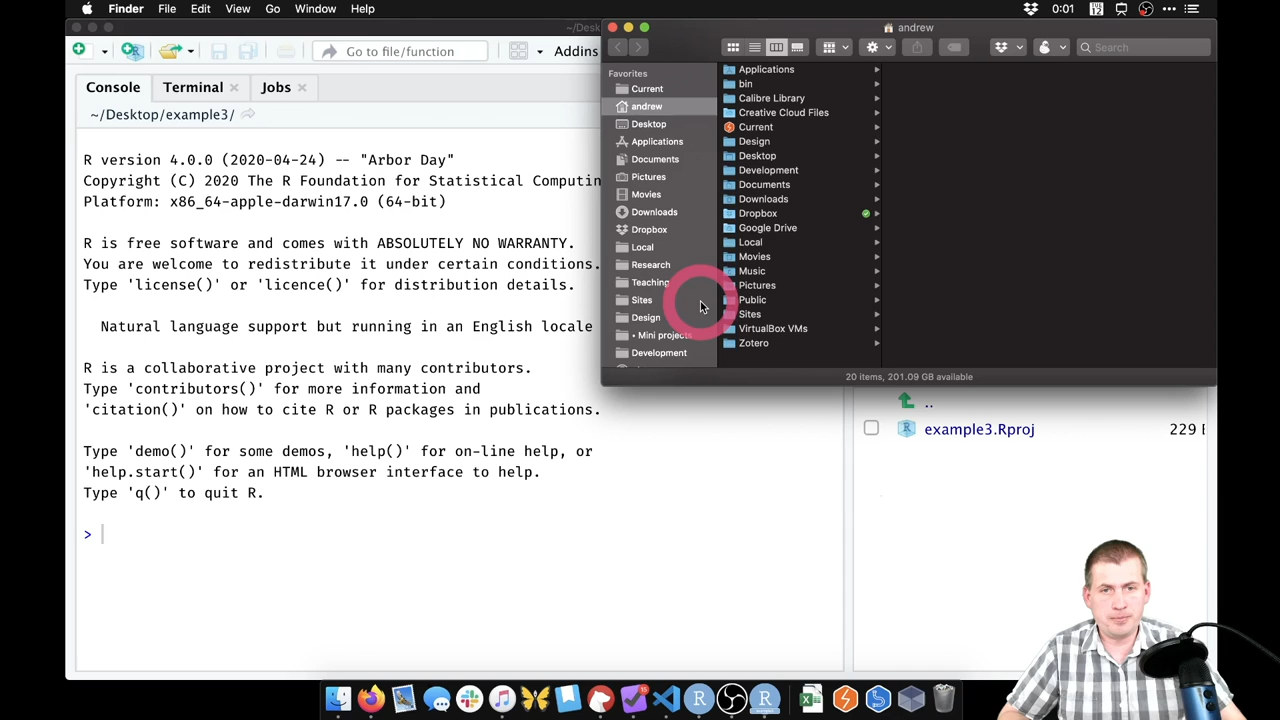 Finder File Edit View Go Window Help
0:01
~/Desk
andrew
Go to file/function
Addins
Search
Console
Terminal
Jobs
~/Desktop/example3/
R version 4.0.0 (2020-04-24) -- "Arbor Day"
Copyright (C) 2020 The R Foundation for Statistical Computin
Platform: x86_64-apple-darwin17.0 (64-bit)
R is free software and comes with ABSOLUTELY NO WARRANTY.
You are welcome to redistribute it under certain conditions.
Type 'license()' or 'licence()' for distribution details.
Natural language support but running in an English locale
R is a collaborative project with many contributors.
Type 'contributors()' for more information and
'citation()' on how to cite R or R packages in publications.
Type 'demo()' for some demos, 'help()' for on-line help, or
'help.start()' for an HTML browser interface to help.
Type 'q()' to quit R.
>
Favorites
Current
andrew
Desktop
Applications
Documents
Pictures
Movies
Downloads
Dropbox
Local
Research
Teaching
Sites
Design
• Mini projects
Development
Applications
bin
Calibre Library
Creative Cloud Files
Current
Design
Desktop
Development
Documents
Downloads
Dropbox
Google Drive
Local
Movies
Music
Pictures
Public
Sites
VirtualBox VMs
Zotero
20 items, 201.09 GB available
..
example3.Rproj
229